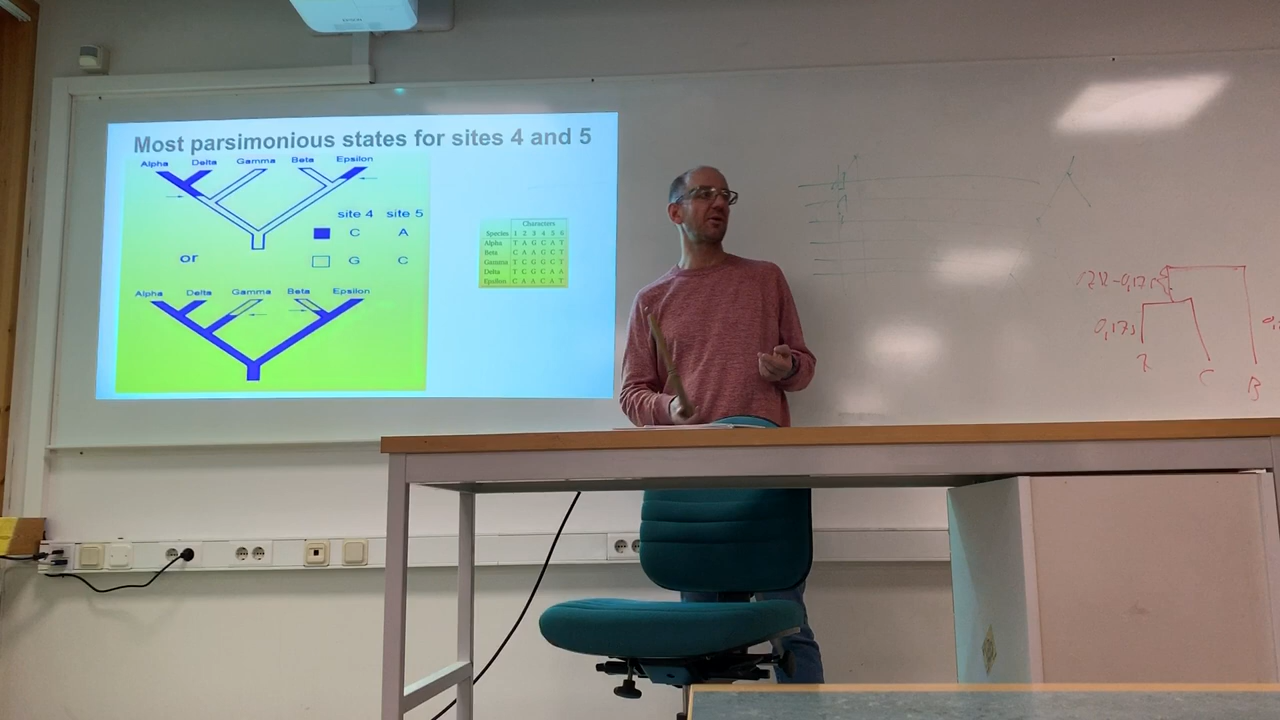 Most parsimonious states for sites 4 and 5
Alpha Delta Gamma Beta Epsilon
site 4 site 5
C A
G C
or
Alpha Delta Gamma Beta Epsilon
Characters
Species 1 2 3 4 5 6
Alpha T A G C A T
Beta C A A G C T
Gamma T C G G C T
Delta T C G C A A
Epsilon C A A C A T
C
B